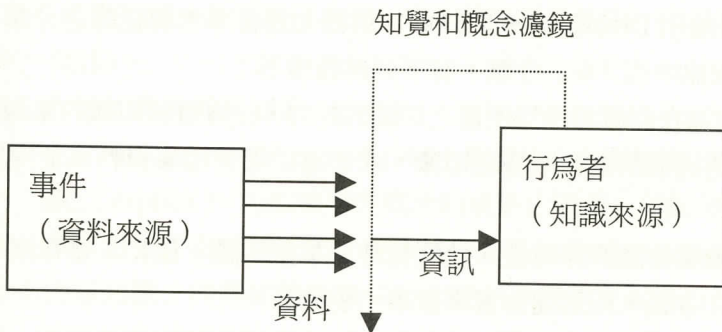 知覺和概念濾鏡
事件
（資料來源）
行爲者
（知識來源）
資訊
資料